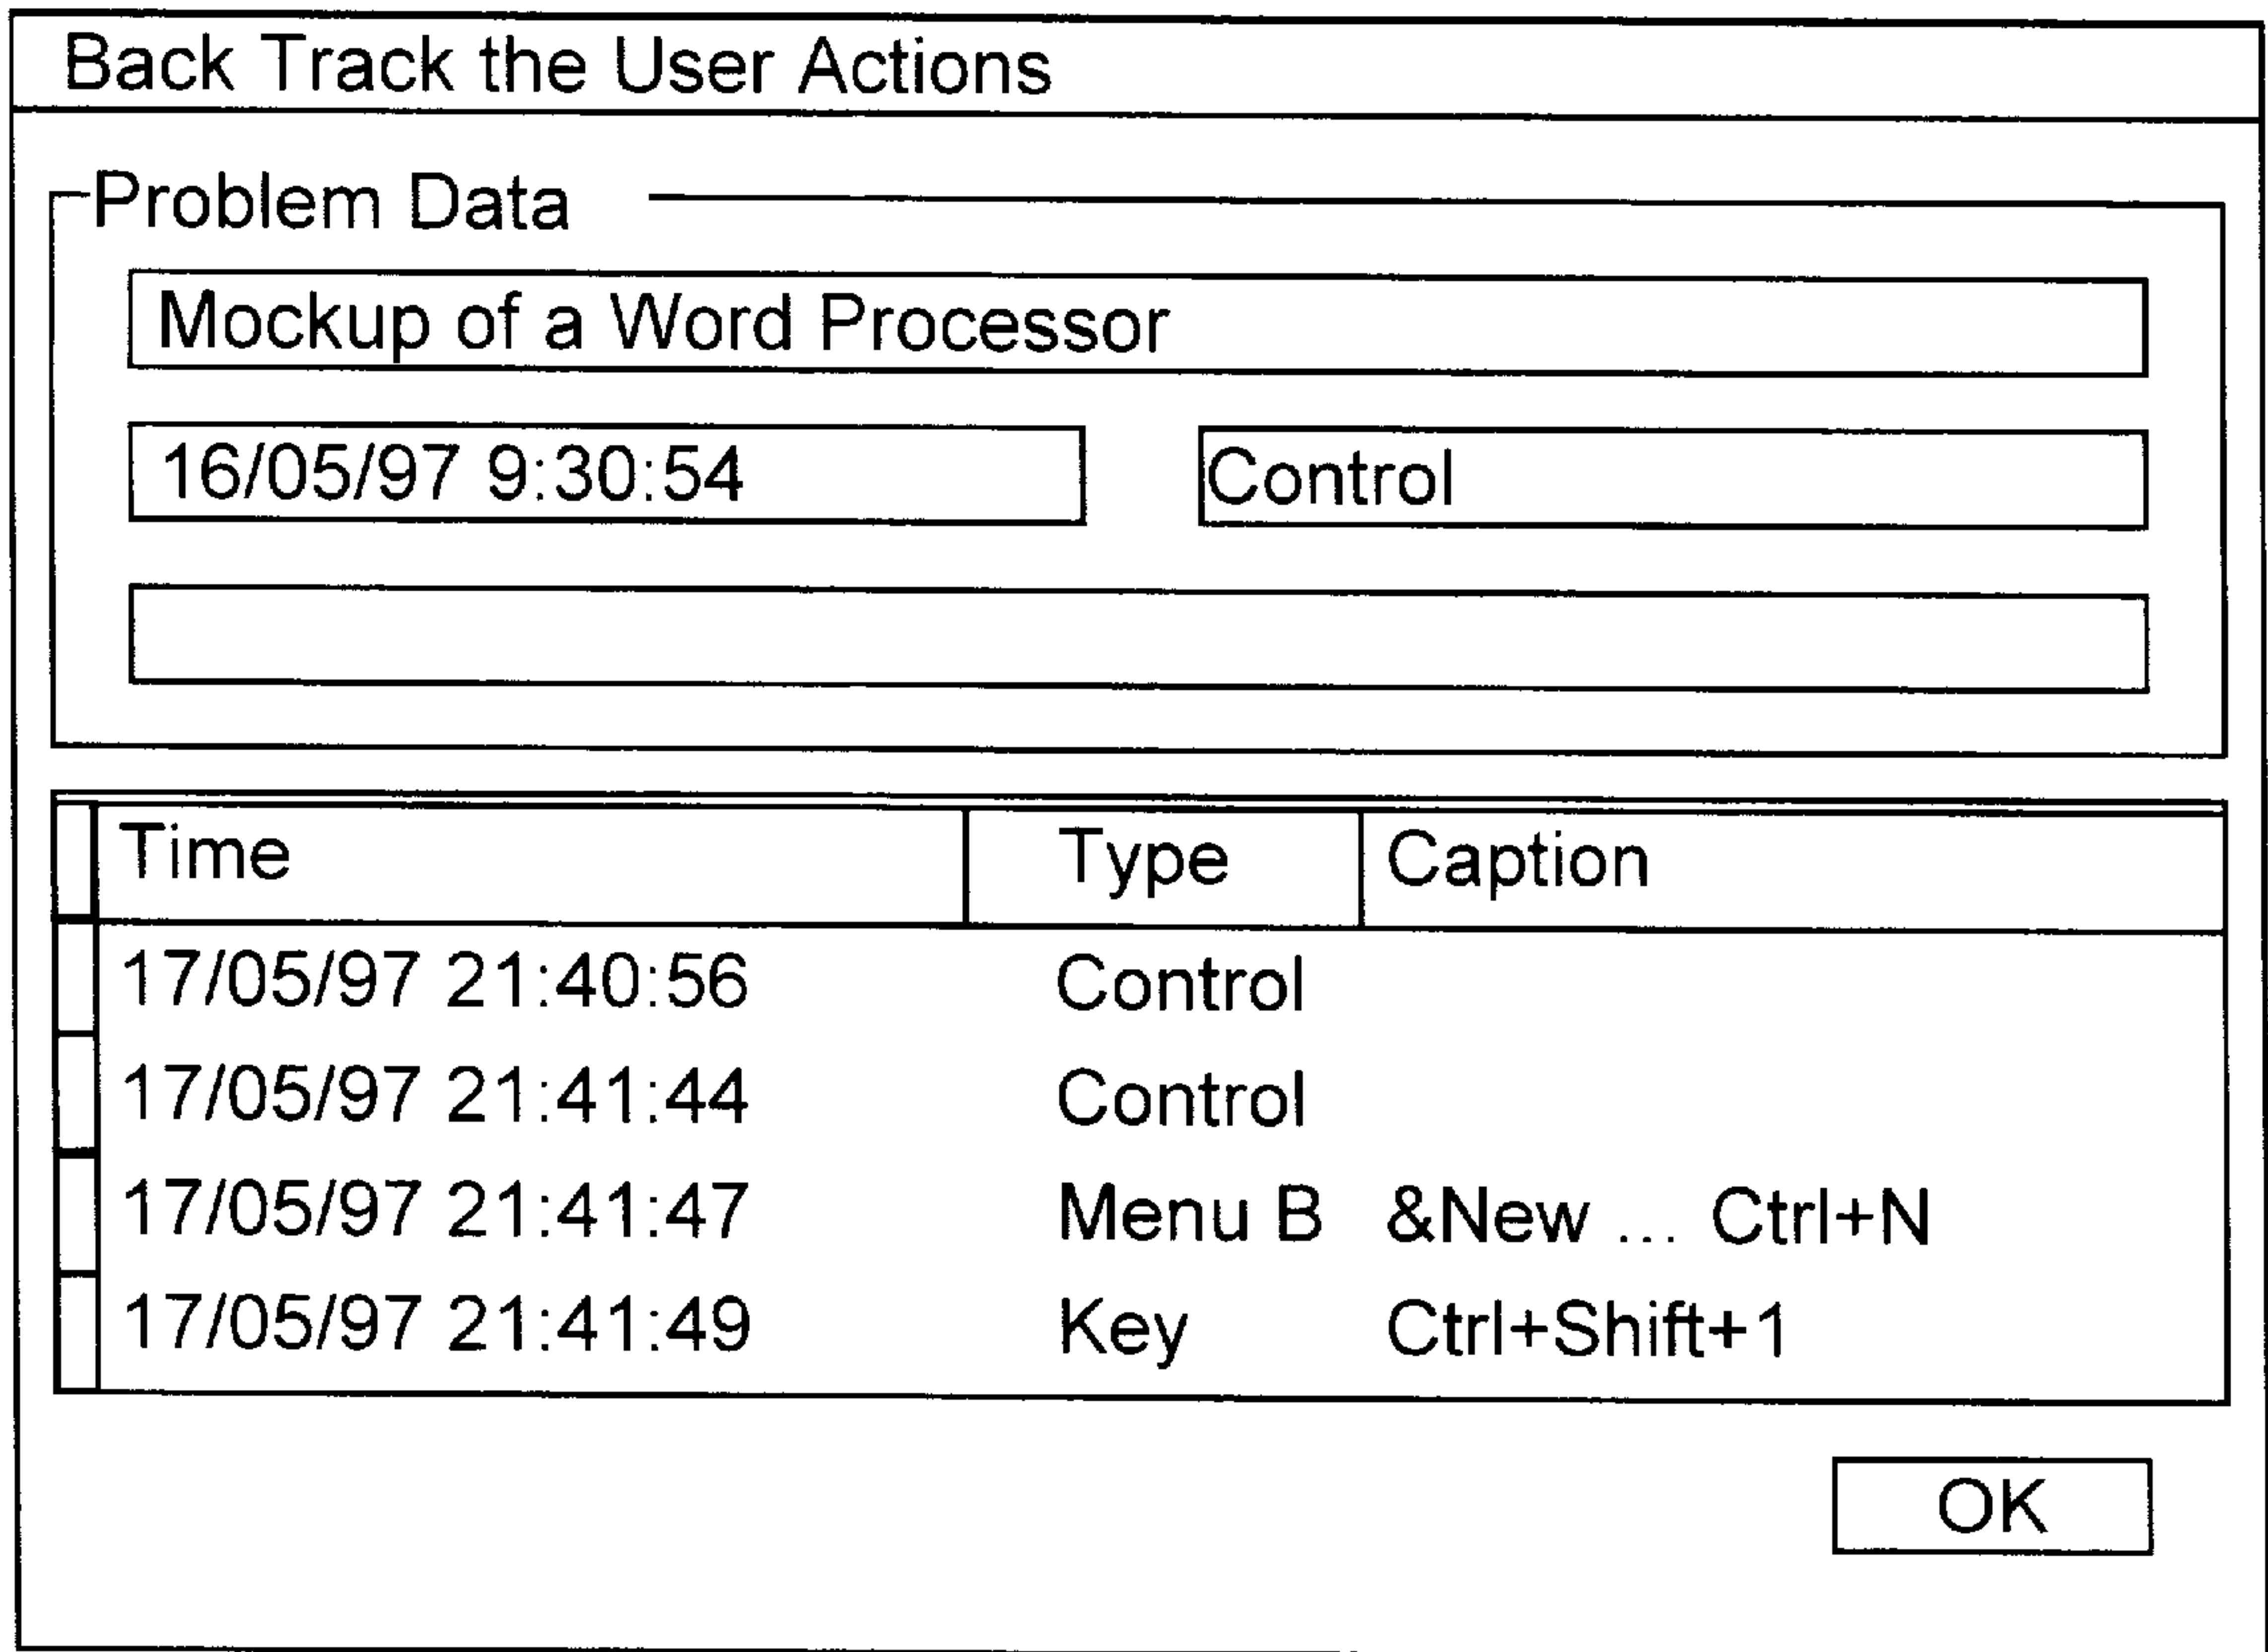 Back Track the User Actions
Problem Data
Mockup of a Word Processor
16/05/97 9:30:54 Control
Time Type Caption
17/05/97 21:40:56 Control
17/05/97 21:41:44 Control
17/05/97 21:41:47 Menu B &New ... Ctrl+N
17/05/97 21:41:49 Key Ctrl+Shift+1
OK